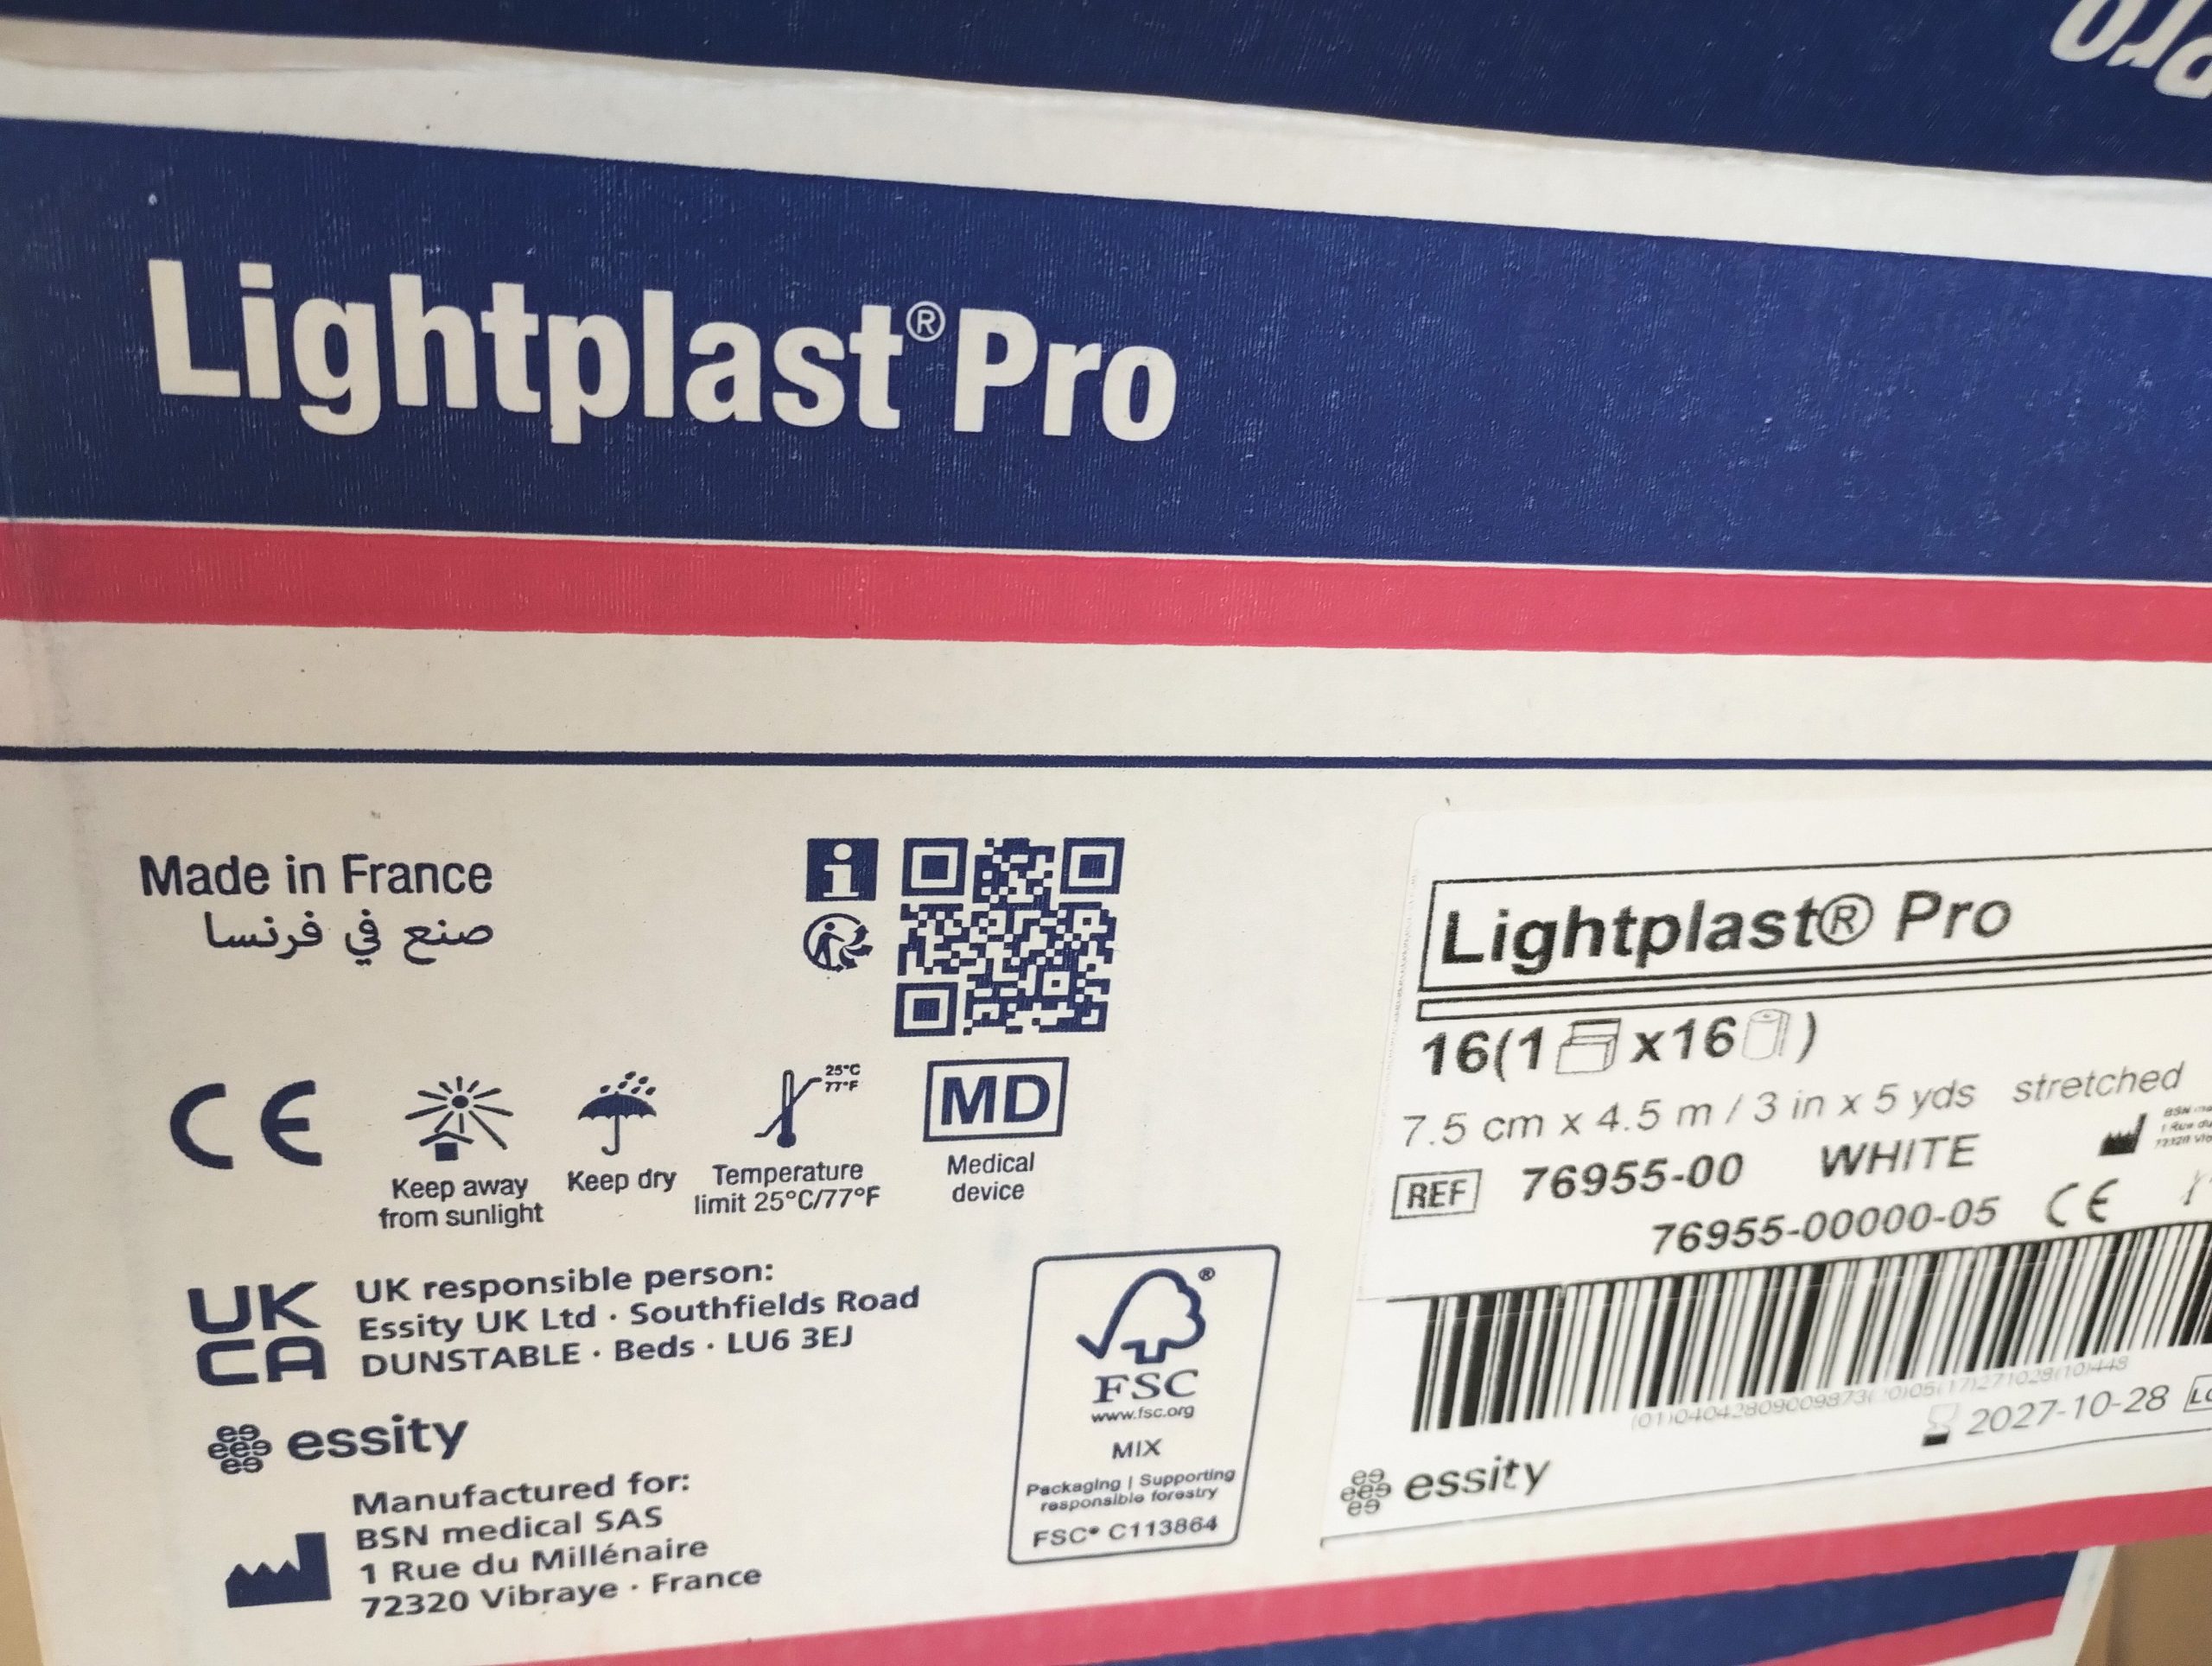 Pro
Lightplast® Pro
Made in France
صنع في فرنسا
CE
Keep away
from sunlight
Keep dry
25°C
77°F
Temperature
limit 25°C/77°F
MD
Medical
device
UK
CA
UK responsible person:
Essity UK Ltd · Southfields Road
DUNSTABLE · Beds · LU6 3EJ
essity
Manufactured for:
BSN medical SAS
1 Rue du Millénaire
72320 Vibraye · France
FSC®
www.fsc.org
MIX
Packaging | Supporting
responsible forestry
FSC® C113864
Lightplast® Pro
16(1 x16 )
7.5 cm x 4.5 m / 3 in x 5 yds stretched
REF 76955-00 WHITE
76955-00000-05 CE
2027-10-28
essity